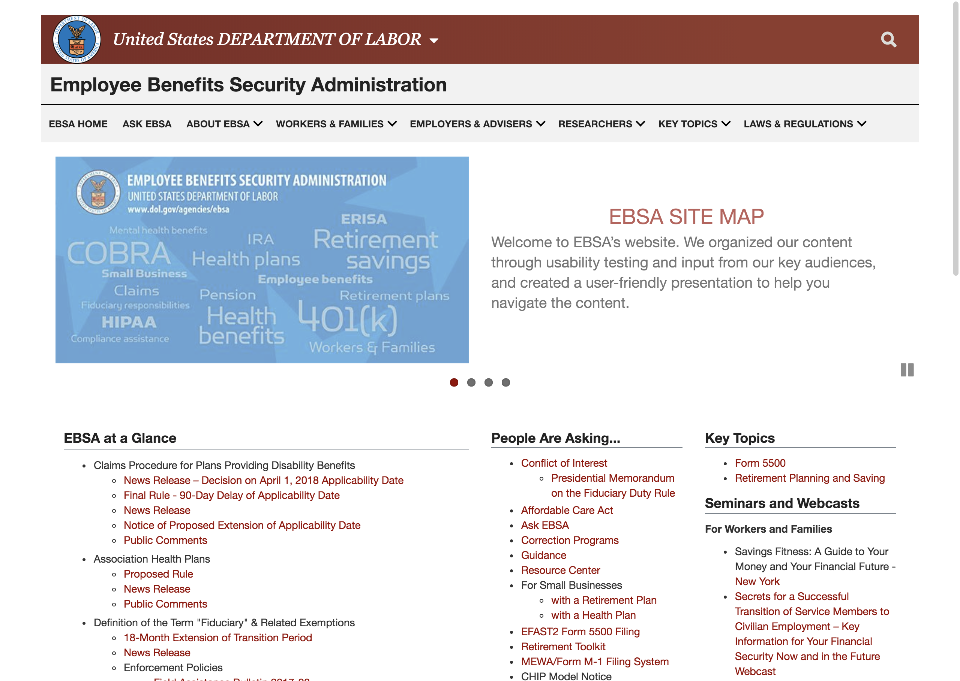 United States DEPARTMENT OF LABOR
Employee Benefits Security Administration
EBSA HOME ASK EBSA ABOUT EBSA WORKERS & FAMILIES EMPLOYERS & ADVISERS RESEARCHERS KEY TOPICS LAWS & REGULATIONS
EMPLOYEE BENEFITS SECURITY ADMINISTRATION
UNITED STATES DEPARTMENT OF LABOR
www.dol.gov/agencies/ebsa
ERISA
Mental health benefits
IRA
Retirement
savings
COBRA
Health plans
Small Business
Employee benefits
Claims
Pension
Retirement plans
Fiduciary responsibilities
HIPAA
Health
benefits
401(k)
Compliance assistance
Workers & Families
EBSA SITE MAP
Welcome to EBSA's website. We organized our content
through usability testing and input from our key audiences,
and created a user-friendly presentation to help you
navigate the content.
EBSA at a Glance
Claims Procedure for Plans Providing Disability Benefits
News Release – Decision on April 1, 2018 Applicability Date
Final Rule - 90-Day Delay of Applicability Date
News Release
Notice of Proposed Extension of Applicability Date
Public Comments
Association Health Plans
Proposed Rule
News Release
Public Comments
Definition of the Term "Fiduciary" & Related Exemptions
18-Month Extension of Transition Period
News Release
Enforcement Policies
People Are Asking...
Conflict of Interest
Presidential Memorandum
on the Fiduciary Duty Rule
Affordable Care Act
Ask EBSA
Correction Programs
Guidance
Resource Center
For Small Businesses
with a Retirement Plan
with a Health Plan
EFAST2 Form 5500 Filing
Retirement Toolkit
MEWA/Form M-1 Filing System
CHIP Model Notice
Key Topics
Form 5500
Retirement Planning and Saving
Seminars and Webcasts
For Workers and Families
Savings Fitness: A Guide to Your
Money and Your Financial Future -
New York
Secrets for a Successful
Transition of Service Members to
Civilian Employment – Key
Information for Your Financial
Security Now and in the Future
Webcast